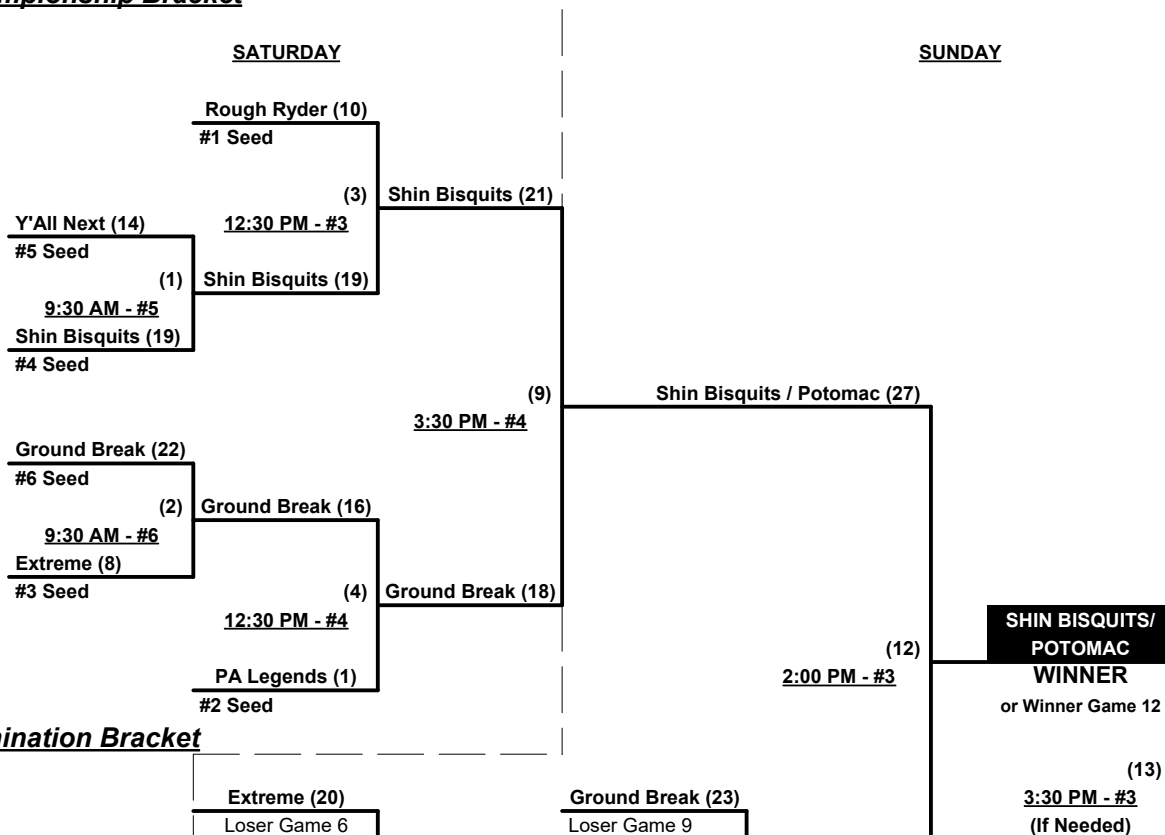 mpionship Bracket
SATURDAY
SUNDAY
Rough Ryder (10)
#1 Seed
(3)
12:30 PM - #3
Shin Bisquits (21)
Y'All Next (14)
#5 Seed
(1)
9:30 AM - #5
Shin Bisquits (19)
Shin Bisquits (19)
#4 Seed
(9)
3:30 PM - #4
Shin Bisquits / Potomac (27)
Ground Break (22)
#6 Seed
(2)
9:30 AM - #6
Ground Break (16)
Extreme (8)
#3 Seed
(4)
12:30 PM - #4
Ground Break (18)
PA Legends (1)
#2 Seed
(12)
2:00 PM - #3
SHIN BISQUITS/
POTOMAC
WINNER
or Winner Game 12
(13)
3:30 PM - #3
(If Needed)
ination Bracket
Extreme (20)
Loser Game 6
Ground Break (23)
Loser Game 9